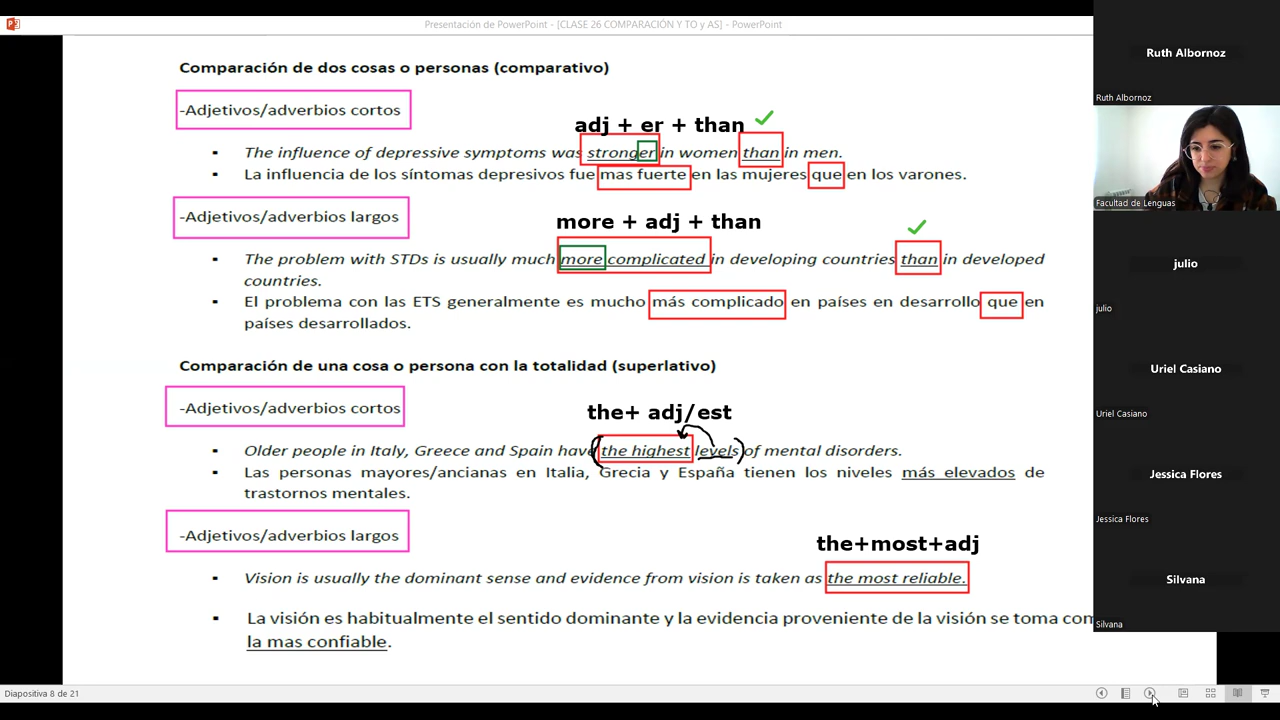 Presentación de PowerPoint - [CLASE 26 COMPARACIÓN Y TO y AS] - PowerPoint
Comparación de dos cosas o personas (comparativo)
-Adjetivos/adverbios cortos
adj + er + than
▪ The influence of depressive symptoms was stronger in women than in men.
▪ La influencia de los síntomas depresivos fue mas fuerte en las mujeres que en los varones.
-Adjetivos/adverbios largos
more + adj + than
▪ The problem with STDs is usually much more complicated in developing countries than in developed
countries.
▪ El problema con las ETS generalmente es mucho más complicado en países en desarrollo que en
países desarrollados.
Comparación de una cosa o persona con la totalidad (superlativo)
-Adjetivos/adverbios cortos
the+ adj/est
▪ Older people in Italy, Greece and Spain have (the highest levels) of mental disorders.
▪ Las personas mayores/ancianas en Italia, Grecia y España tienen los niveles más elevados de
trastornos mentales.
-Adjetivos/adverbios largos
the+most+adj
▪ Vision is usually the dominant sense and evidence from vision is taken as the most reliable.
▪ La visión es habitualmente el sentido dominante y la evidencia proveniente de la visión se toma com
la mas confiable.
Diapositiva 8 de 21
Ruth Albornoz
Ruth Albornoz
Facultad de Lenguas
julio
julio
Uriel Casiano
Uriel Casiano
Jessica Flores
Jessica Flores
Silvana
Silvana